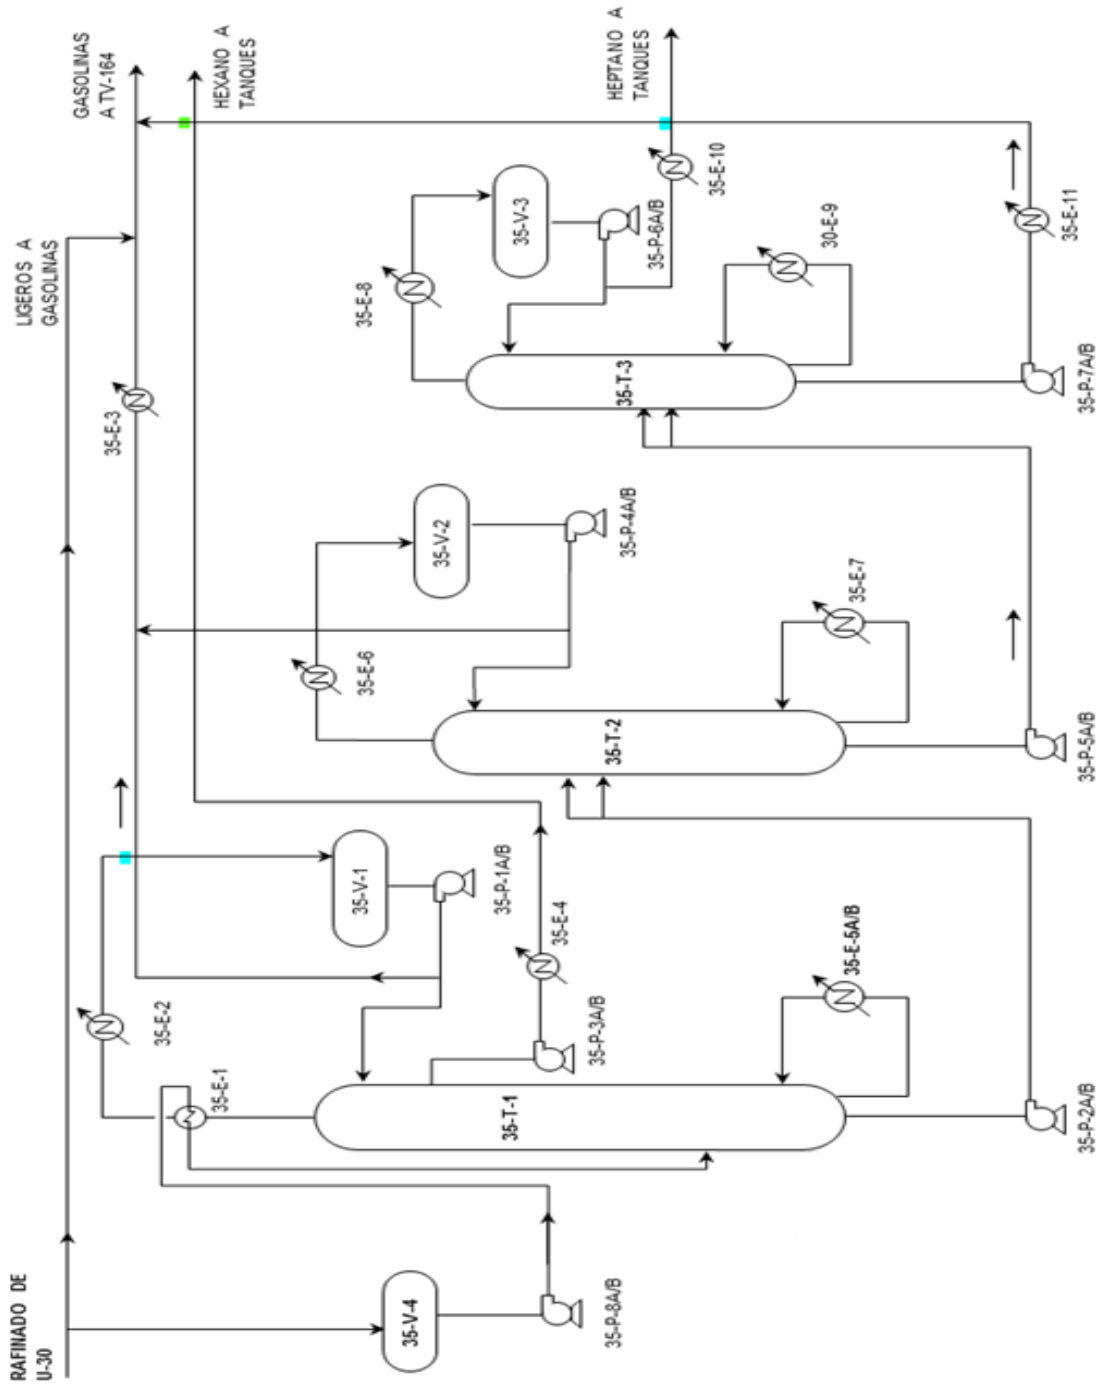 RAFINADO DE
U-30
LIGEROS A
GASOLINAS
GASOLINAS
A TV-164
HEXANO A
TANQUES
HEPTANO A
TANQUES
35-V-4
35-P-8A/B
35-E-1
35-E-2
35-T-1
35-V-1
35-P-1A/B
35-P-3A/B
35-E-4
35-E-5A/B
35-P-2A/B
35-E-3
35-E-6
35-V-2
35-P-4A/B
35-T-2
35-E-7
35-P-5A/B
35-E-8
35-V-3
35-P-6A/B
35-E-10
35-T-3
30-E-9
35-E-11
35-P-7A/B